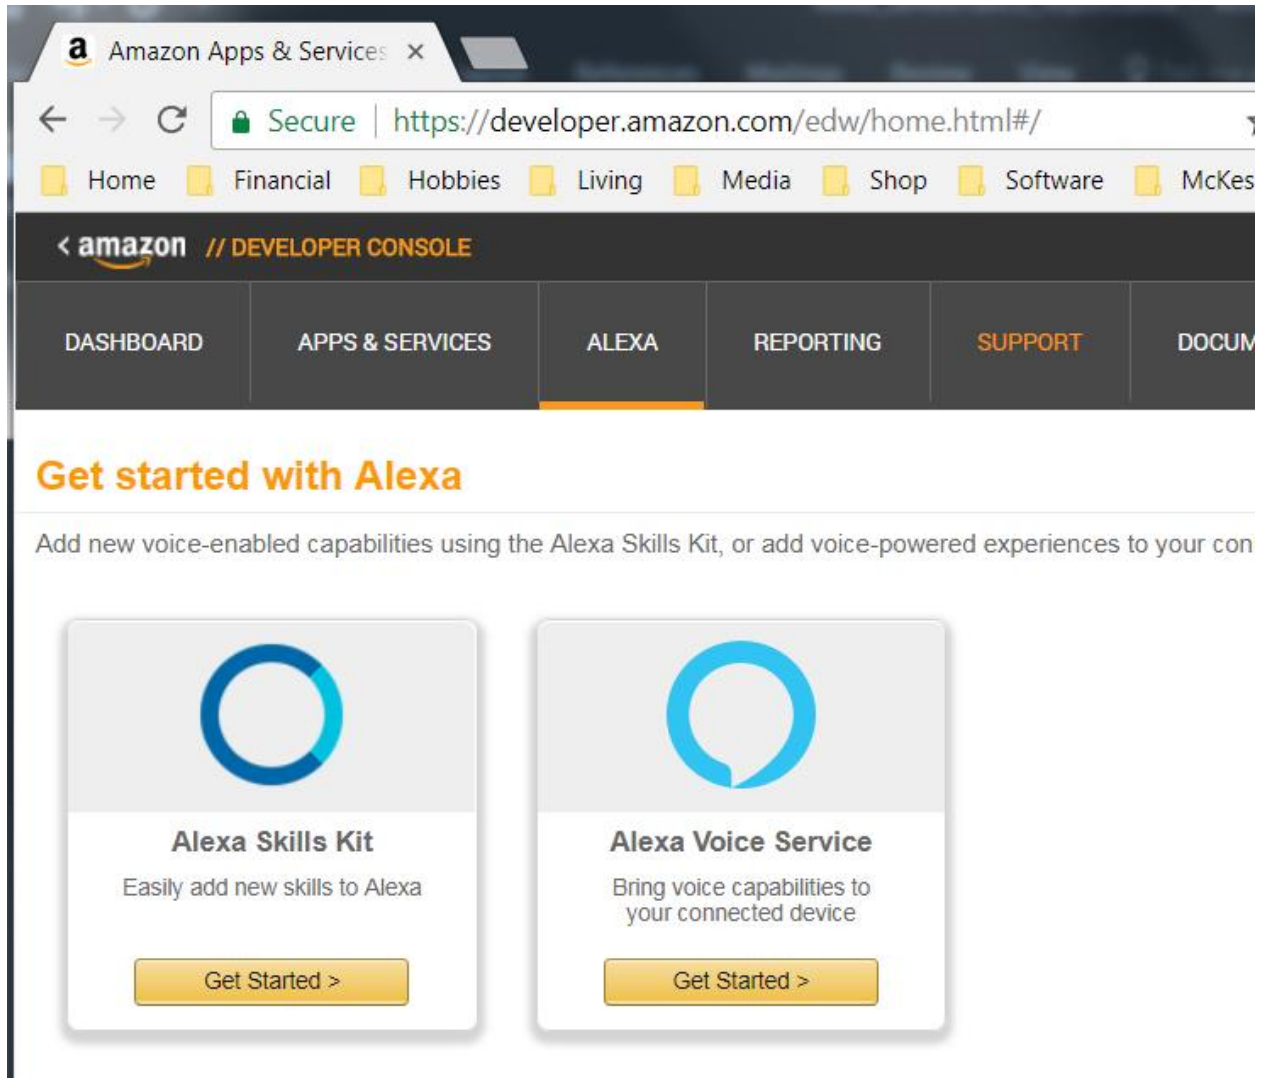 a Amazon Apps & Services ×
Secure | https://developer.amazon.com/edw/home.html#/
Home Financial Hobbies Living Media Shop Software McKes
< amazon // DEVELOPER CONSOLE
DASHBOARD APPS & SERVICES ALEXA REPORTING SUPPORT DOCUM
Get started with Alexa
Add new voice-enabled capabilities using the Alexa Skills Kit, or add voice-powered experiences to your con
Alexa Skills Kit
Easily add new skills to Alexa
Get Started >
Alexa Voice Service
Bring voice capabilities to
your connected device
Get Started >